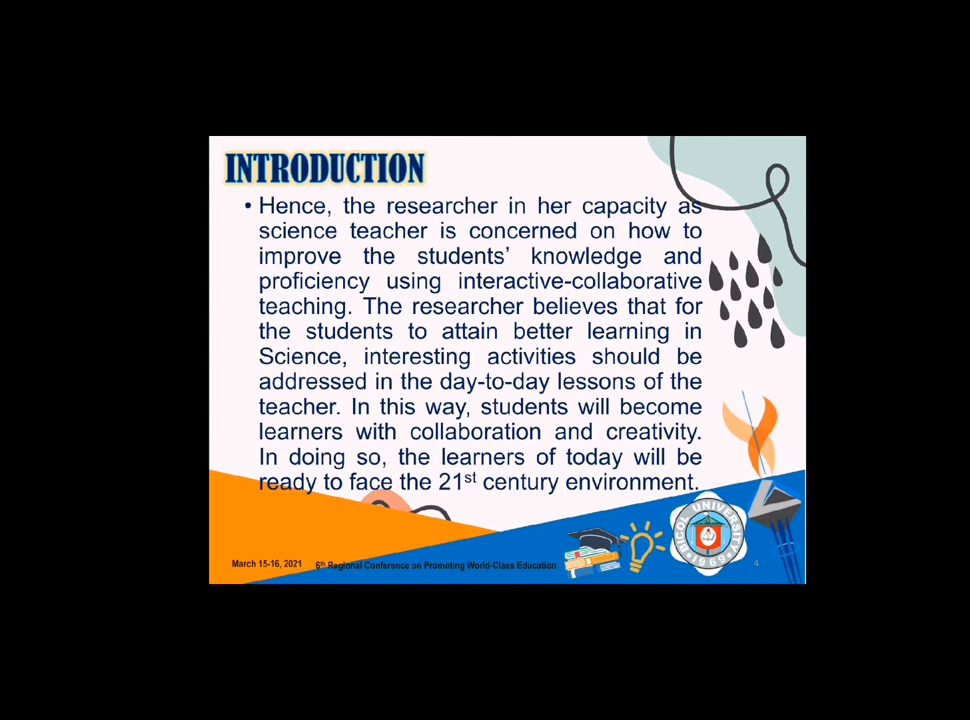 INTRODUCTION
• Hence, the researcher in her capacity as
science teacher is concerned on how to
improve the students’ knowledge and
proficiency using interactive-collaborative
teaching. The researcher believes that for
the students to attain better learning in
Science, interesting activities should be
addressed in the day-to-day lessons of the
teacher. In this way, students will become
learners with collaboration and creativity.
In doing so, the learners of today will be
ready to face the 21st century environment.
UNIVERSITY
1969
March 15-16, 2021 6th Regional Conference on Promoting World-Class Education
4